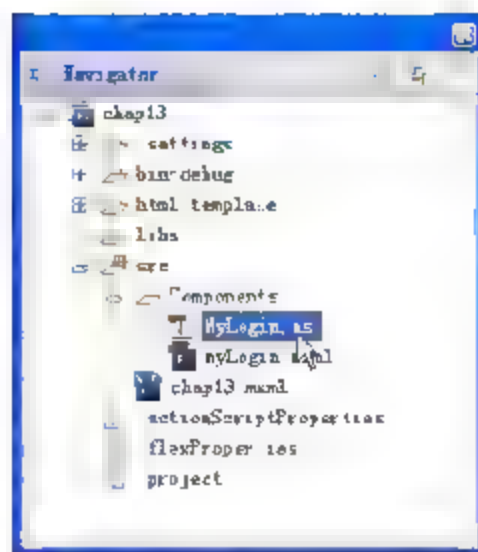 Navigator
chap13
settings
bin-debug
html-template
libs
src
Components
MyLogin.as
myLogin.mxml
chap13.mxml
actionScriptProperties
flexProperties
project